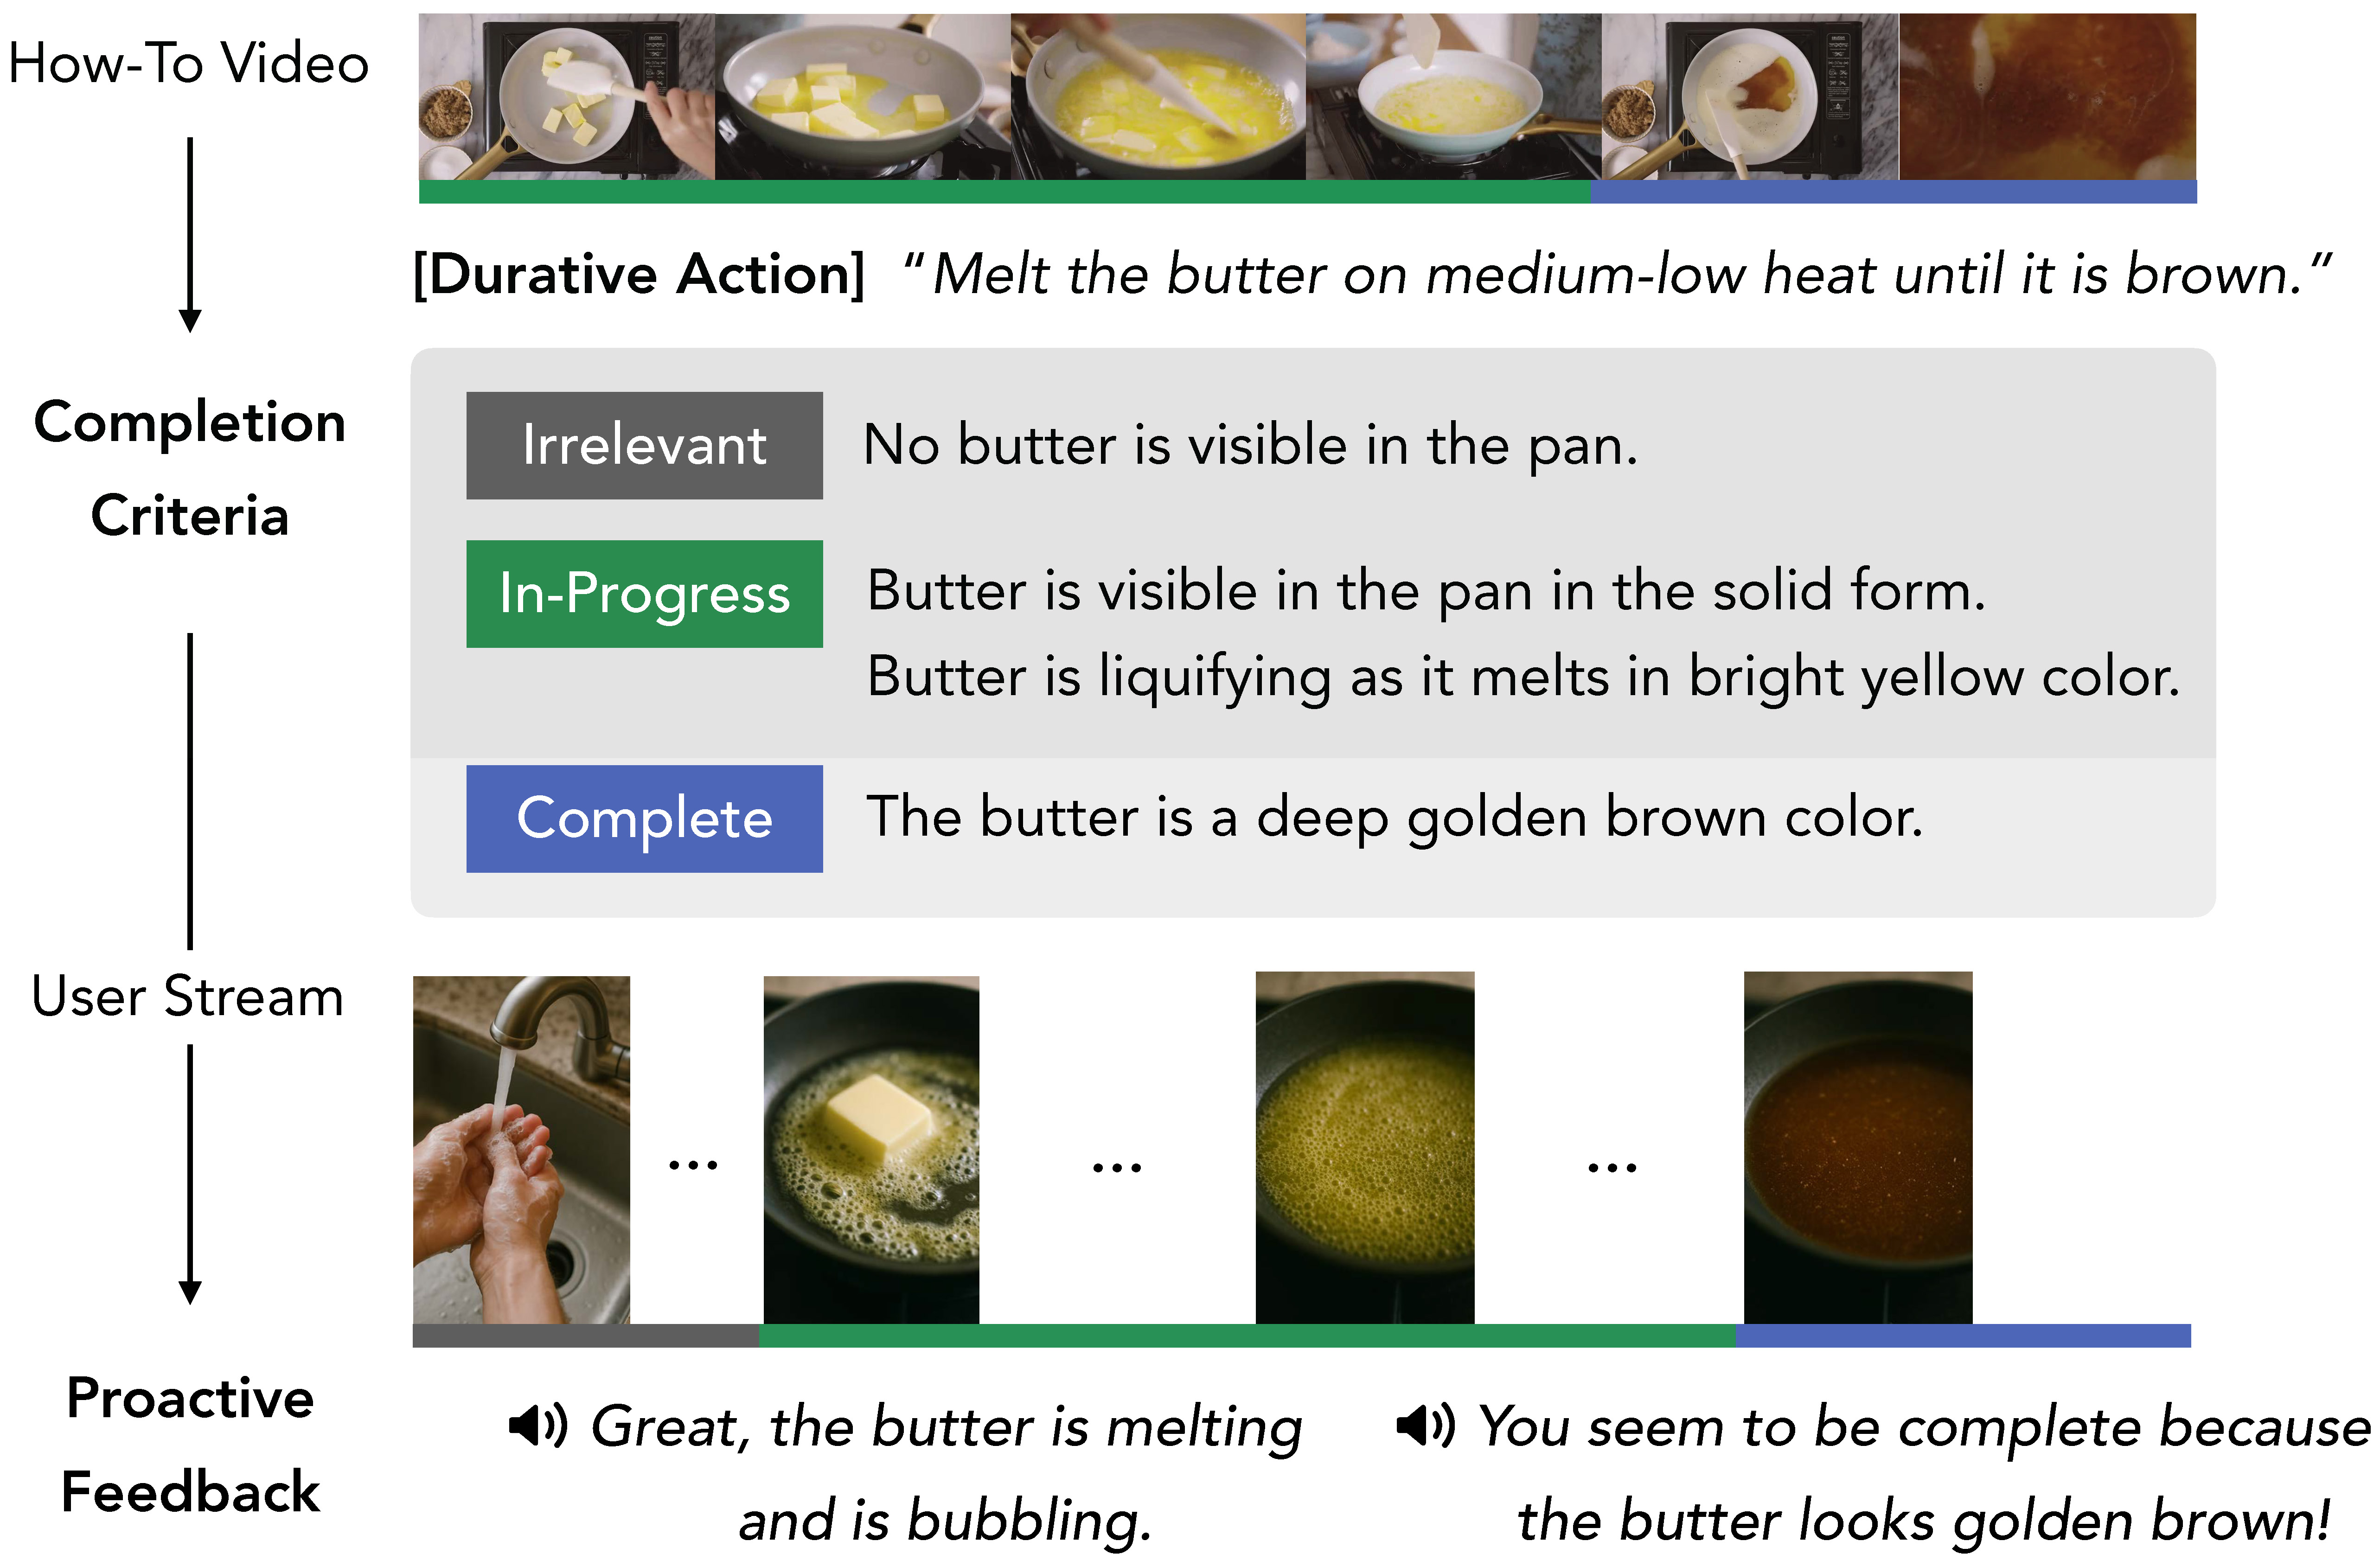 How-To Video
[Durative Action] “Melt the butter on medium-low heat until it is brown.”
Completion
Criteria
Irrelevant No butter is visible in the pan.
In-Progress Butter is visible in the pan in the solid form.
Butter is liquifying as it melts in bright yellow color.
Complete The butter is a deep golden brown color.
User Stream
...
...
...
Proactive
Feedback
Great, the butter is melting
and is bubbling.
You seem to be complete because
the butter looks golden brown!